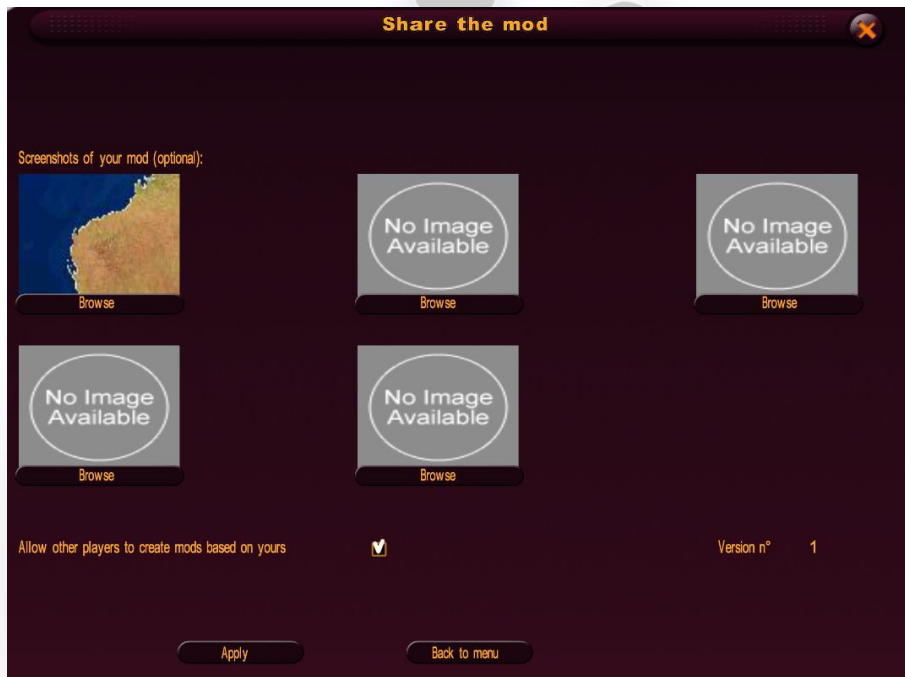 Share the mod
Screenshots of your mod (optional):
No Image
Available
No Image
Available
Browse
Browse
Browse
No Image
Available
No Image
Available
Browse
Browse
Allow other players to create mods based on yours
Version n° 1
Apply
Back to menu